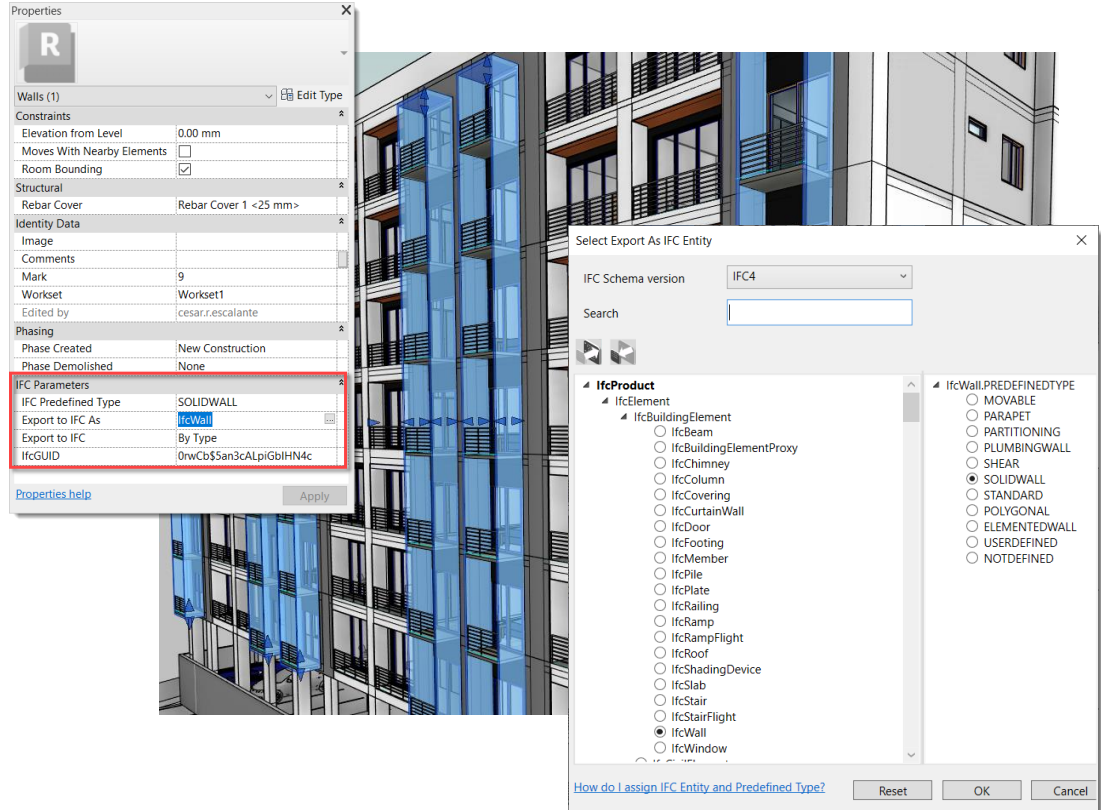 Properties
R
Walls (1)
Edit Type
Constraints
Elevation from Level 0.00 mm
Moves With Nearby Elements
Room Bounding
Structural
Rebar Cover Rebar Cover 1 <25 mm>
Identity Data
Image
Comments
Mark 9
Workset Workset1
Edited by cesar.r.escalante
Phasing
Phase Created New Construction
Phase Demolished None
IFC Parameters
IFC Predefined Type SOLIDWALL
Export to IFC As IfcWall
Export to IFC By Type
IfcGUID 0rwCb$5an3cALpiGbIHN4c
Properties help
Apply
Select Export As IFC Entity
IFC Schema version IFC4
Search
IfcProduct
IfcElement
IfcBuildingElement
IfcBeam
IfcBuildingElementProxy
IfcChimney
IfcColumn
IfcCovering
IfcCurtainWall
IfcDoor
IfcFooting
IfcMember
IfcPile
IfcPlate
IfcRailing
IfcRamp
IfcRampFlight
IfcRoof
IfcShadingDevice
IfcSlab
IfcStair
IfcStairFlight
IfcWall
IfcWindow
IfcWall.PREDEFINEDTYPE
MOVABLE
PARAPET
PARTITIONING
PLUMBINGWALL
SHEAR
SOLIDWALL
STANDARD
POLYGONAL
ELEMENTEDWALL
USERDEFINED
NOTDEFINED
How do I assign IFC Entity and Predefined Type?
Reset
OK
Cancel